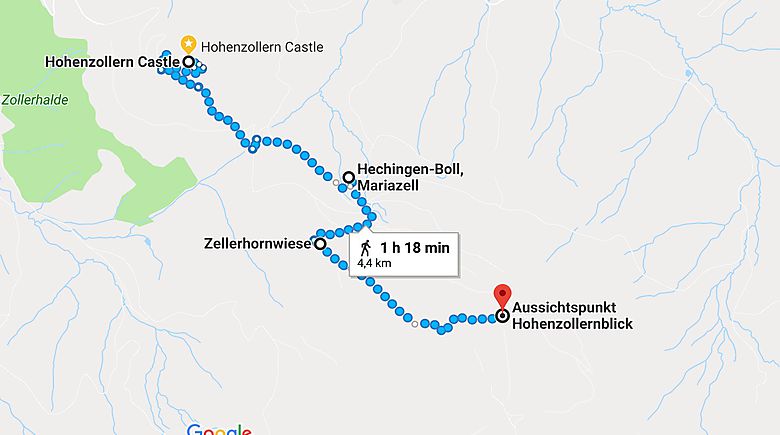 Hohenzollern Castle
Hohenzollern Castle
Zollerhalde
Hechingen-Boll,
Mariazell
Zellerhornwiese
1 h 18 min
4,4 km
Aussichtspunkt
Hohenzollernblick
Google